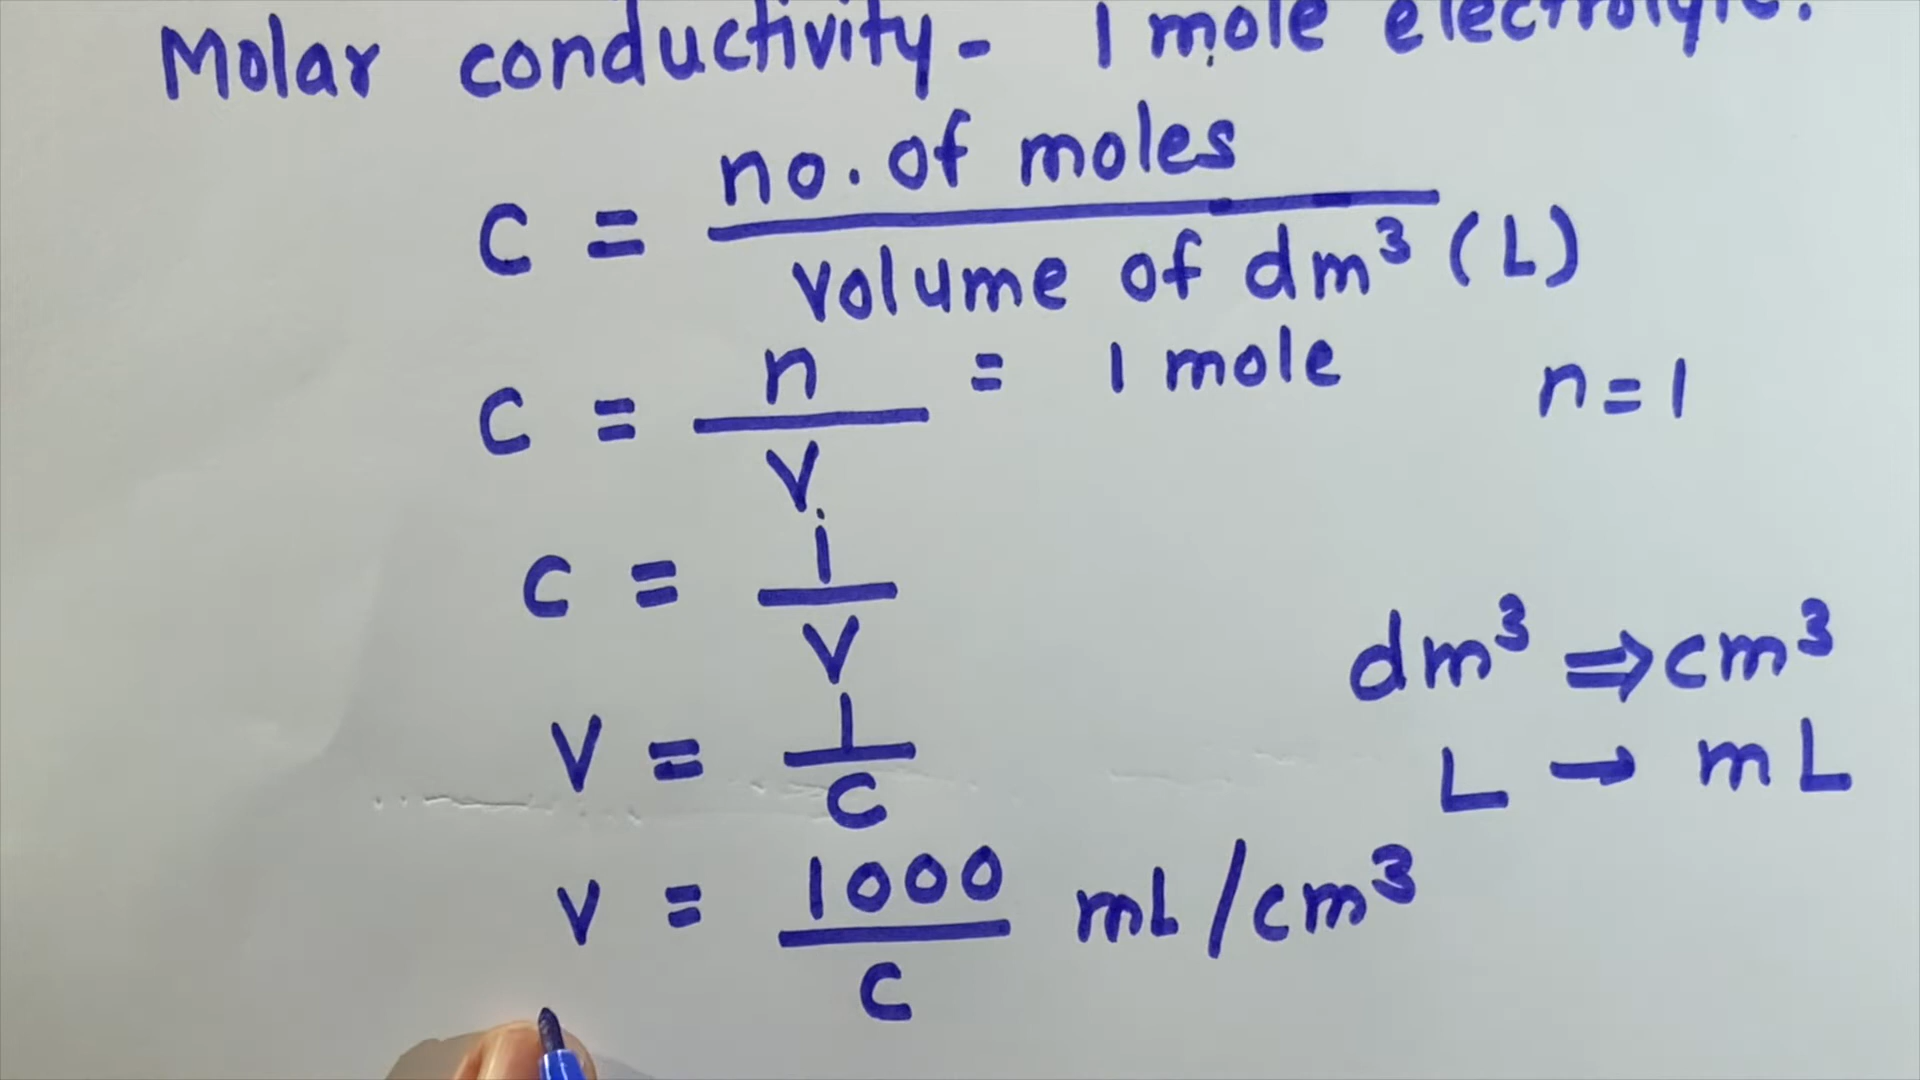 Molar conductivity - 1 mole electrolyte.
C = no. of moles / volume of dm³ (L)
C = n / V = 1 mole n = 1
C = 1 / V
dm³ ⇒ cm³
V = 1 / C
L → mL
V = 1000 / C mL/cm³